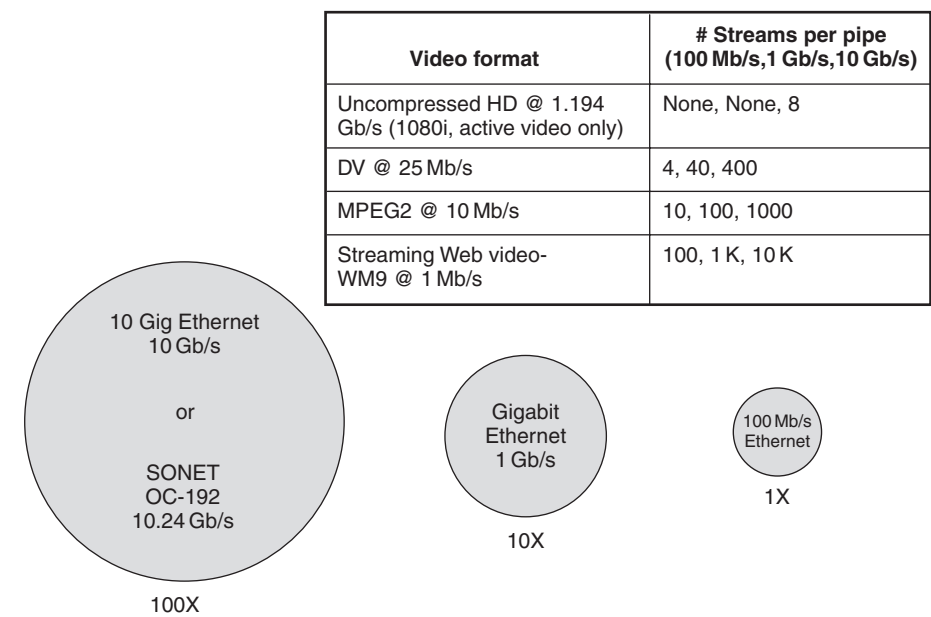 Video format
# Streams per pipe
(100 Mb/s,1 Gb/s,10 Gb/s)
Uncompressed HD @ 1.194
Gb/s (1080i, active video only)
None, None, 8
DV @ 25 Mb/s
4, 40, 400
MPEG2 @ 10 Mb/s
10, 100, 1000
Streaming Web video-
WM9 @ 1 Mb/s
100, 1 K, 10 K
10 Gig Ethernet
10 Gb/s
or
SONET
OC-192
10.24 Gb/s
100X
Gigabit
Ethernet
1 Gb/s
10X
100 Mb/s
Ethernet
1X